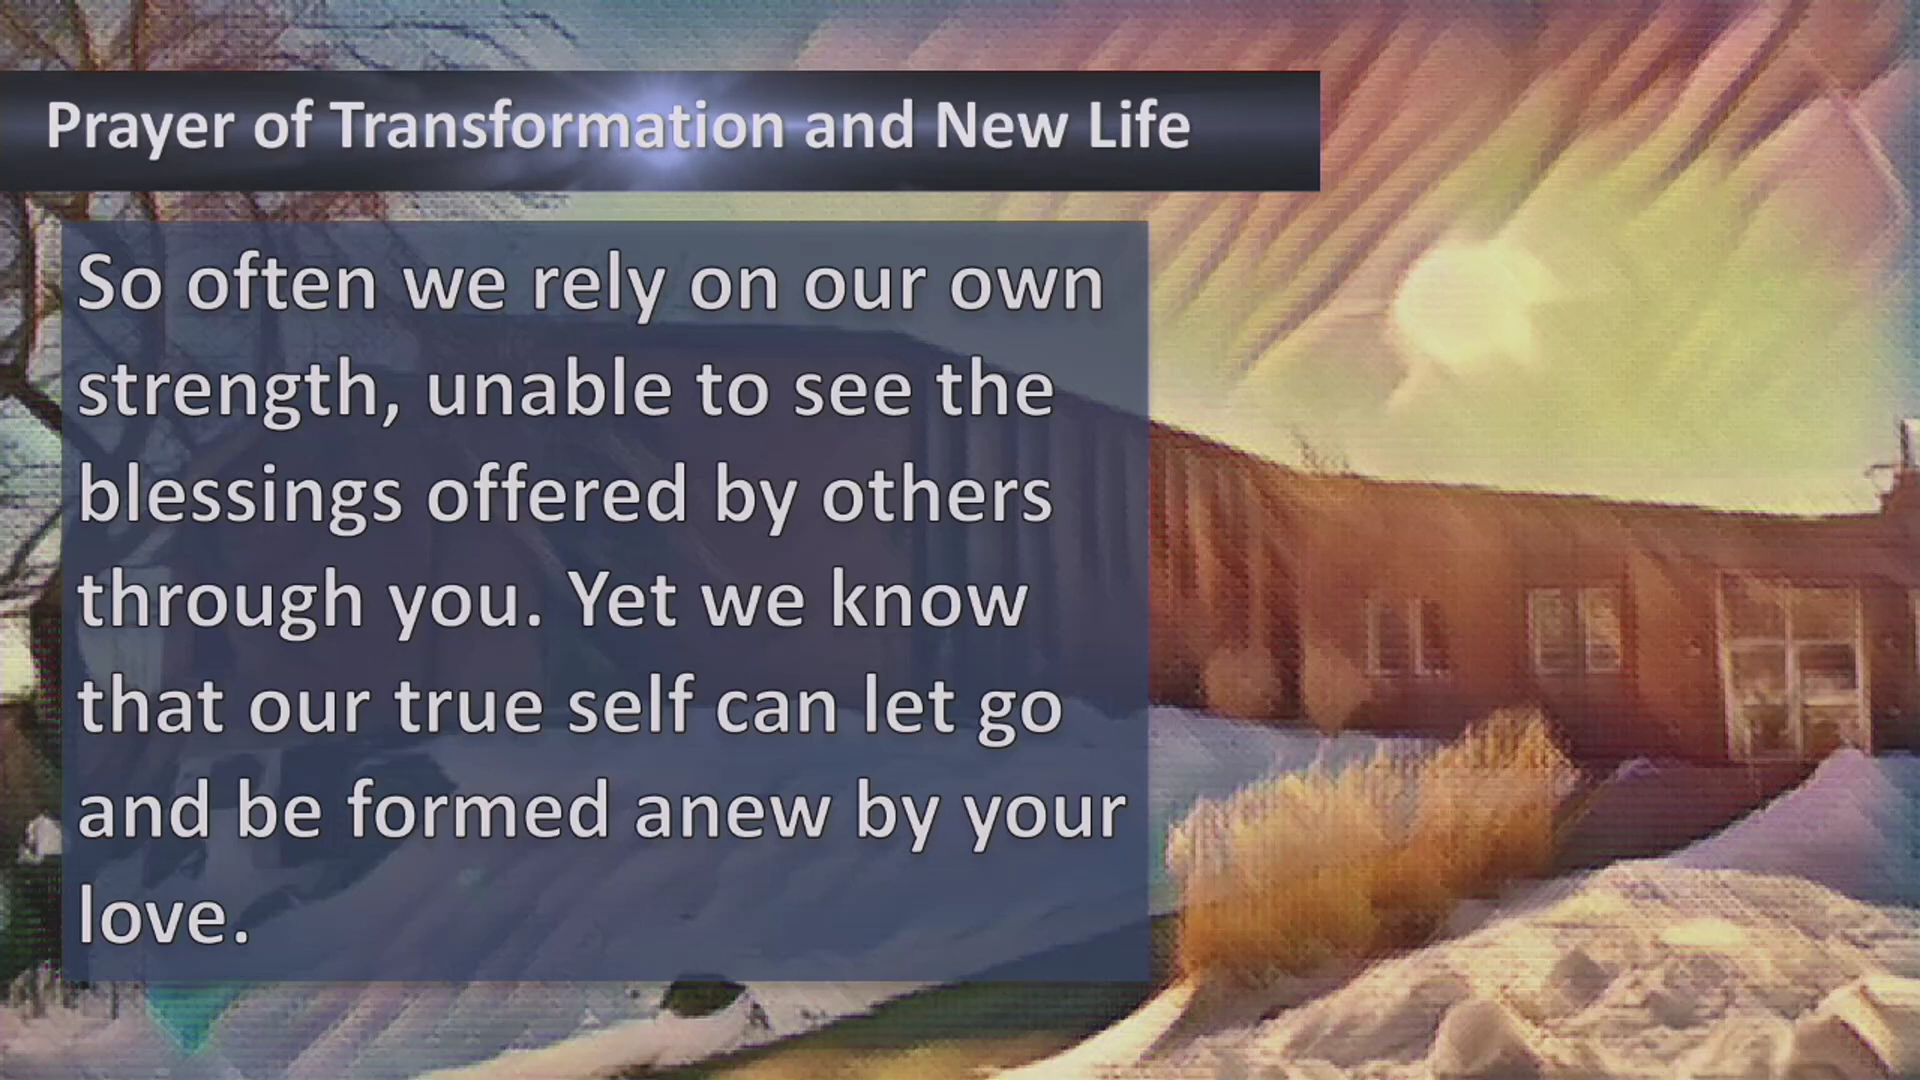 Prayer of Transformation and New Life
So often we rely on our own
strength, unable to see the
blessings offered by others
through you. Yet we know
that our true self can let go
and be formed anew by your
love.